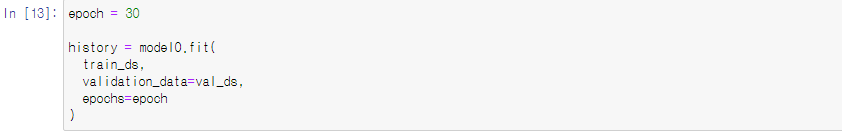 In [13]: epoch = 30
history = model0.fit(
train_ds,
validation_data=val_ds,
epochs=epoch
)